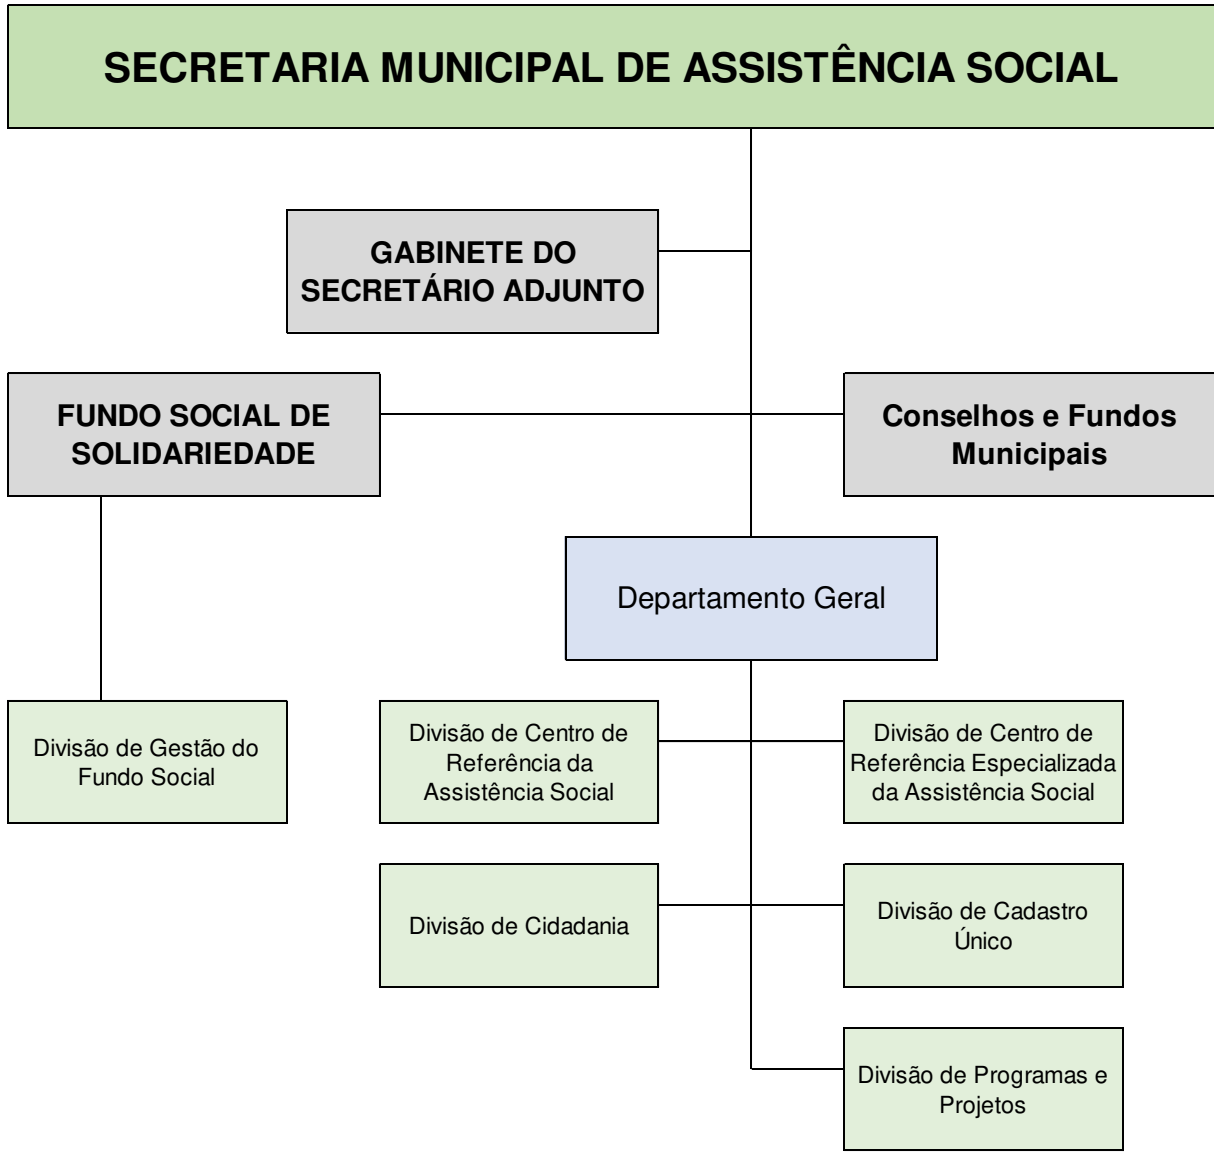 SECRETARIA MUNICIPAL DE ASSISTÊNCIA SOCIAL
GABINETE DO
SECRETÁRIO ADJUNTO
FUNDO SOCIAL DE
SOLIDARIEDADE
Conselhos e Fundos
Municipais
Departamento Geral
Divisão de Gestão do
Fundo Social
Divisão de Centro de
Referência da
Assistência Social
Divisão de Centro de
Referência Especializada
da Assistência Social
Divisão de Cidadania
Divisão de Cadastro
Único
Divisão de Programas e
Projetos